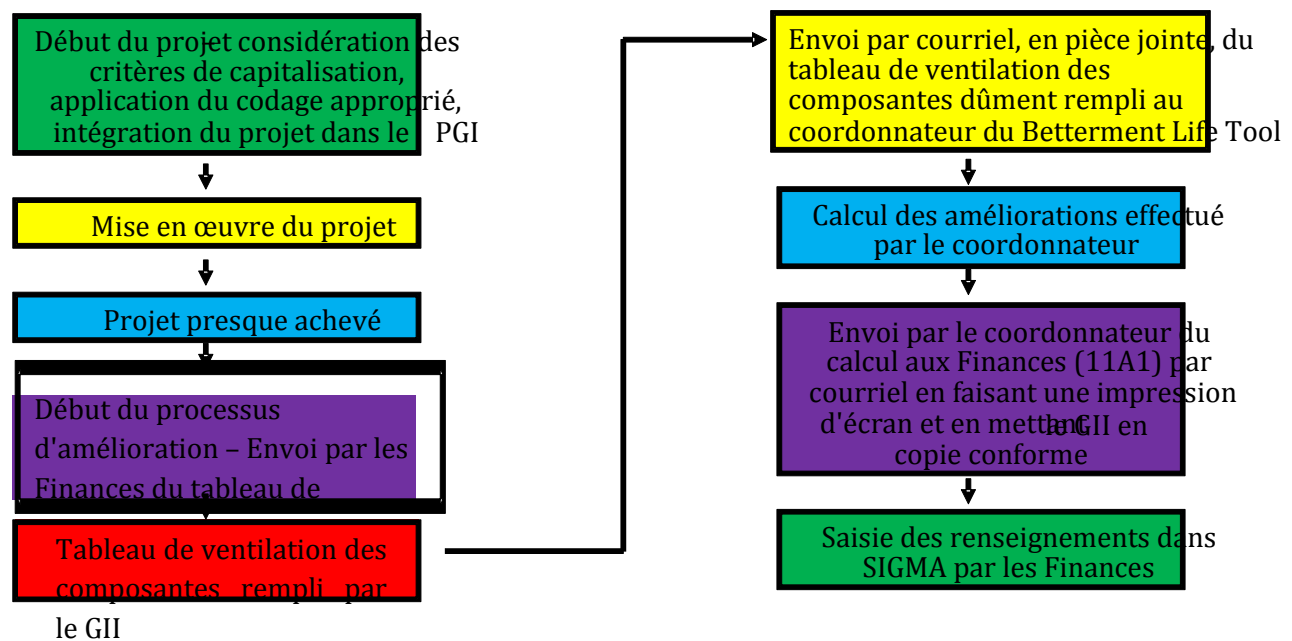 Début du projet considération des
critères de capitalisation,
application du codage approprié,
intégration du projet dans le PGI
Mise en œuvre du projet
Projet presque achevé
Début du processus
d'amélioration – Envoi par les
Finances du tableau de
Tableau de ventilation des
composantes rempli par
le GII
Envoi par courriel, en pièce jointe, du
tableau de ventilation des
composantes dûment rempli au
coordonnateur du Betterment Life Tool
Calcul des améliorations effectué
par le coordonnateur
Envoi par le coordonnateur du
calcul aux Finances (11A1) par
courriel en faisant une impression
d'écran et en mettant le GII en
copie conforme
Saisie des renseignements dans
SIGMA par les Finances